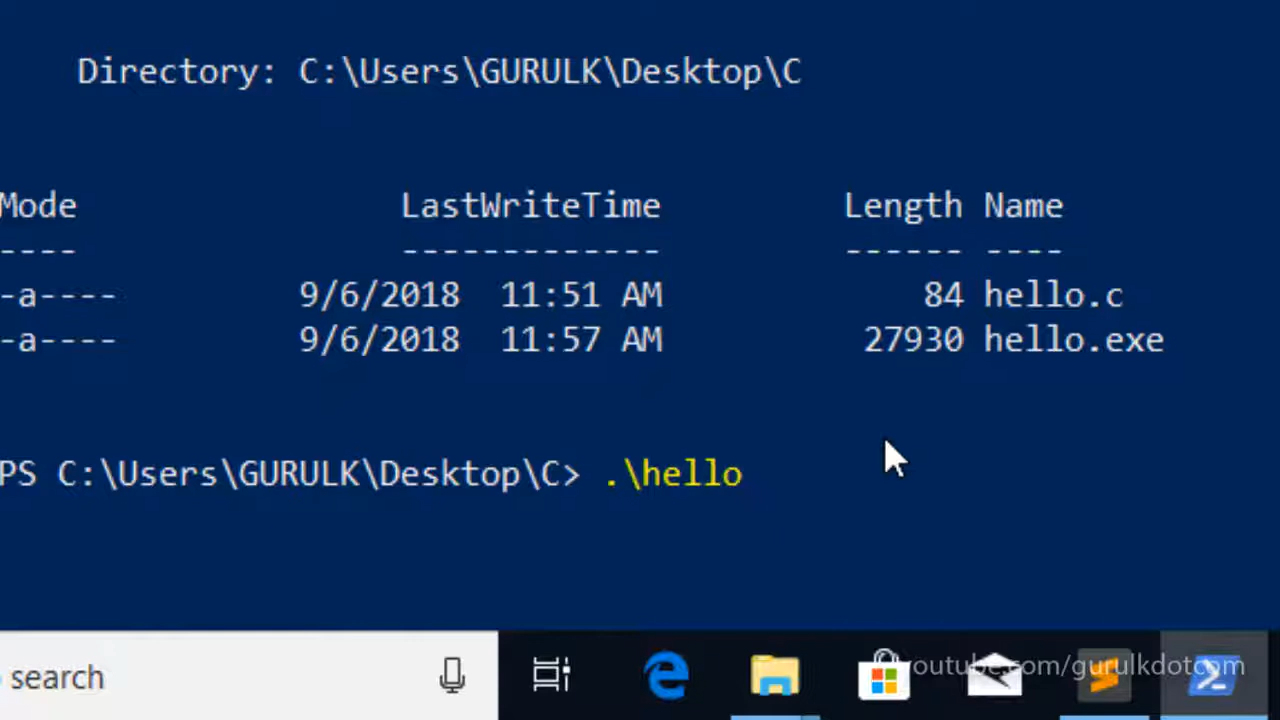 Directory: C:\Users\GURULK\Desktop\C
Mode LastWriteTime Length Name
---- ------------- ------ ----
-a---- 9/6/2018 11:51 AM 84 hello.c
-a---- 9/6/2018 11:57 AM 27930 hello.exe
PS C:\Users\GURULK\Desktop\C> .\hello
search
youtube.com/gurulkdotcom